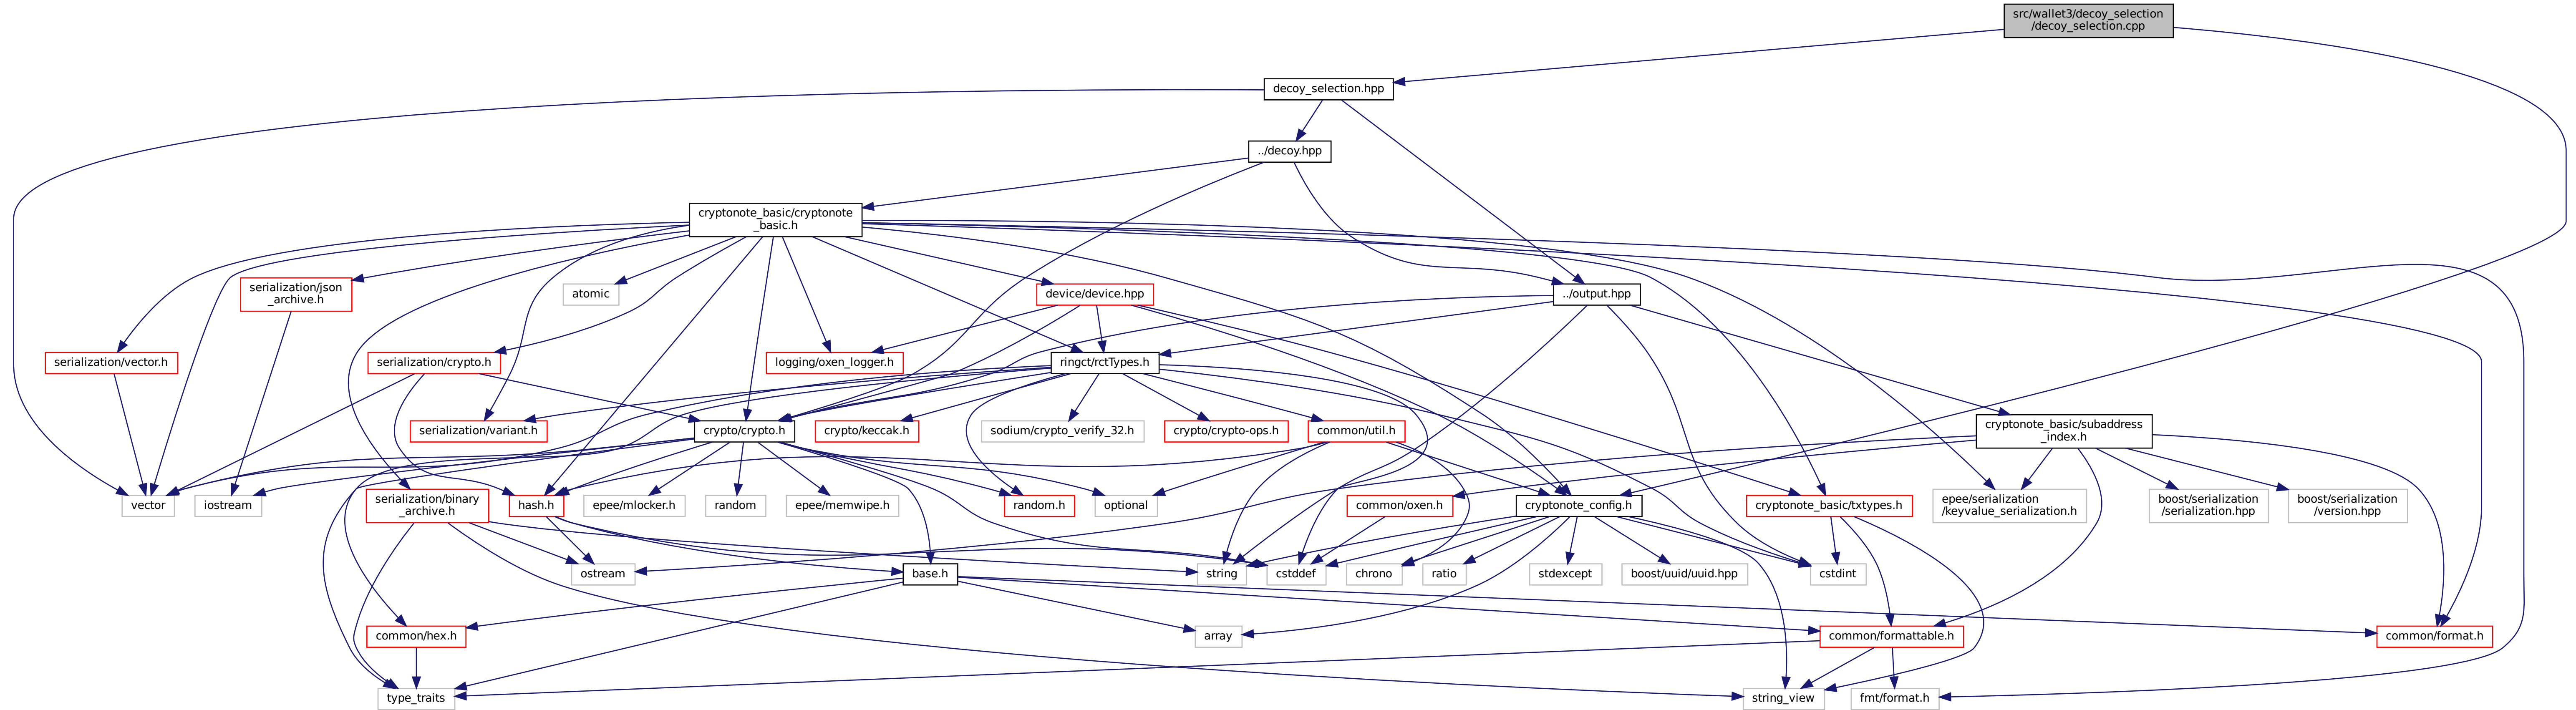 src/wallet3/decoy_selection
/decoy_selection.cpp
decoy_selection.hpp
../decoy.hpp
cryptonote_basic/cryptonote
_basic.h
serialization/json
_archive.h
atomic
device/device.hpp
../output.hpp
serialization/vector.h
serialization/crypto.h
logging/oxen_logger.h
ringct/rctTypes.h
serialization/variant.h
crypto/crypto.h
crypto/keccak.h
sodium/crypto_verify_32.h
crypto/crypto-ops.h
common/util.h
cryptonote_basic/subaddress
_index.h
vector
iostream
serialization/binary
_archive.h
hash.h
epee/mlocker.h
random
epee/memwipe.h
random.h
optional
common/oxen.h
cryptonote_config.h
cryptonote_basic/txtypes.h
epee/serialization
/keyvalue_serialization.h
boost/serialization
/serialization.hpp
boost/serialization
/version.hpp
ostream
base.h
string
cstddef
chrono
ratio
stdexcept
boost/uuid/uuid.hpp
cstdint
common/hex.h
array
common/formattable.h
common/format.h
type_traits
string_view
fmt/format.h